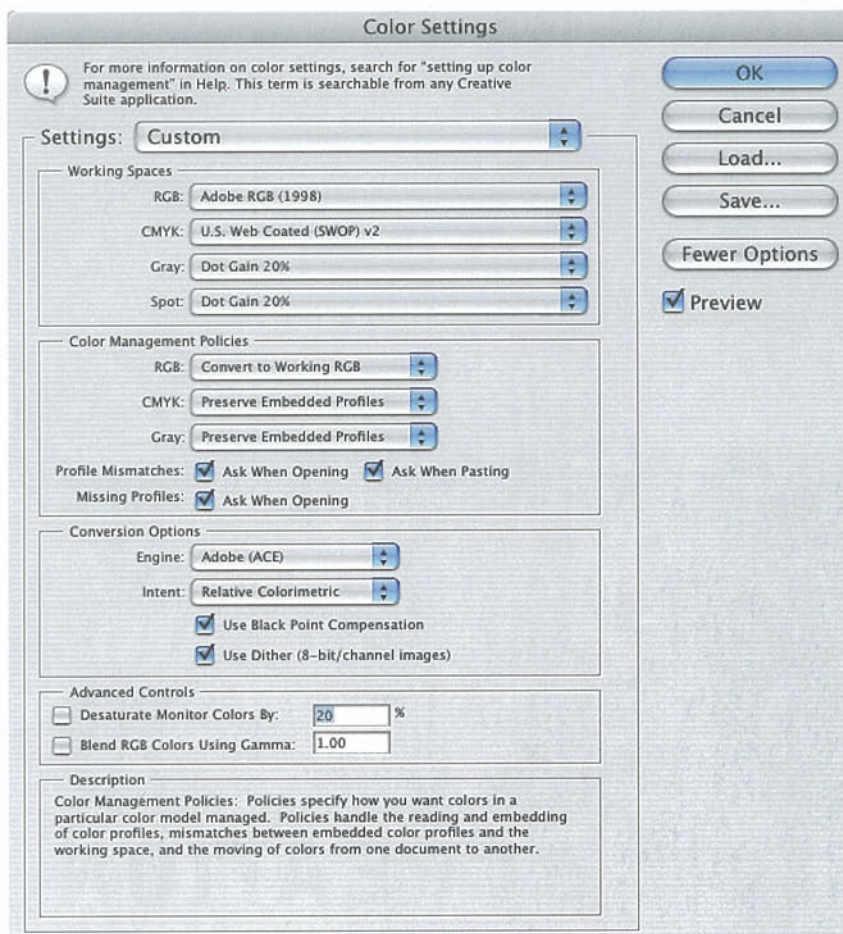 Color Settings
For more information on color settings, search for "setting up color
management" in Help. This term is searchable from any Creative
Suite application.
Settings: Custom
Working Spaces
RGB: Adobe RGB (1998)
CMYK: U.S. Web Coated (SWOP) v2
Gray: Dot Gain 20%
Spot: Dot Gain 20%
Color Management Policies
RGB: Convert to Working RGB
CMYK: Preserve Embedded Profiles
Gray: Preserve Embedded Profiles
Profile Mismatches: Ask When Opening Ask When Pasting
Missing Profiles: Ask When Opening
Conversion Options
Engine: Adobe (ACE)
Intent: Relative Colorimetric
Use Black Point Compensation
Use Dither (8-bit/channel images)
Advanced Controls
Desaturate Monitor Colors By: 20 %
Blend RGB Colors Using Gamma: 1.00
Description
Color Management Policies: Policies specify how you want colors in a
particular color model managed. Policies handle the reading and embedding
of color profiles, mismatches between embedded color profiles and the
working space, and the moving of colors from one document to another.
OK
Cancel
Load...
Save...
Fewer Options
Preview